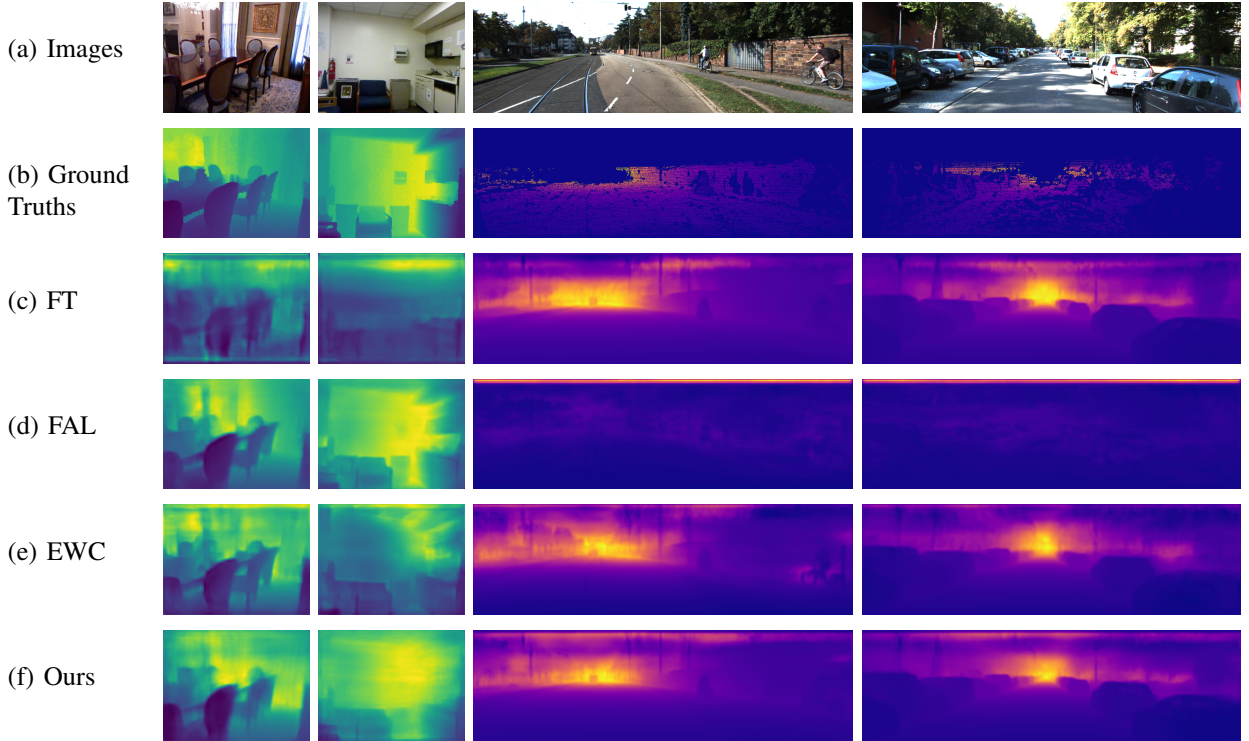 (a) Images
(b) Ground
Truths
(c) FT
(d) FAL
(e) EWC
(f) Ours